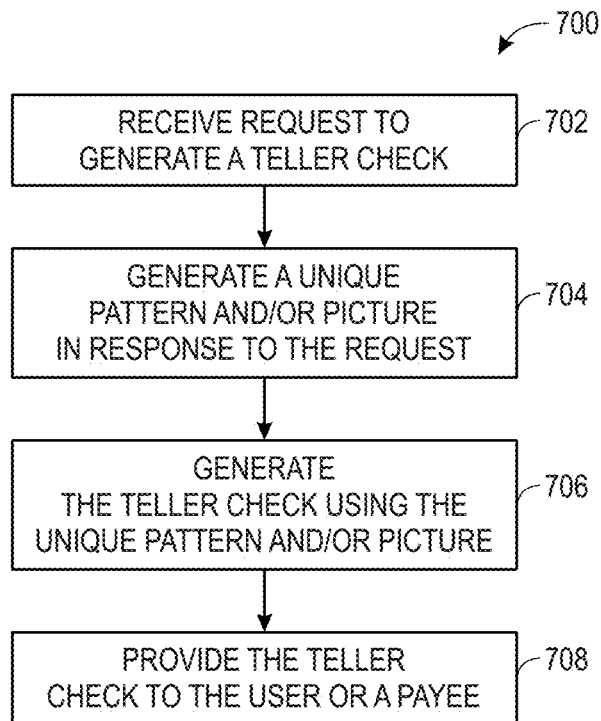 700
RECEIVE REQUEST TO
GENERATE A TELLER CHECK
702
GENERATE A UNIQUE
PATTERN AND/OR PICTURE
IN RESPONSE TO THE REQUEST
704
GENERATE
THE TELLER CHECK USING THE
UNIQUE PATTERN AND/OR PICTURE
706
PROVIDE THE TELLER
CHECK TO THE USER OR A PAYEE
708